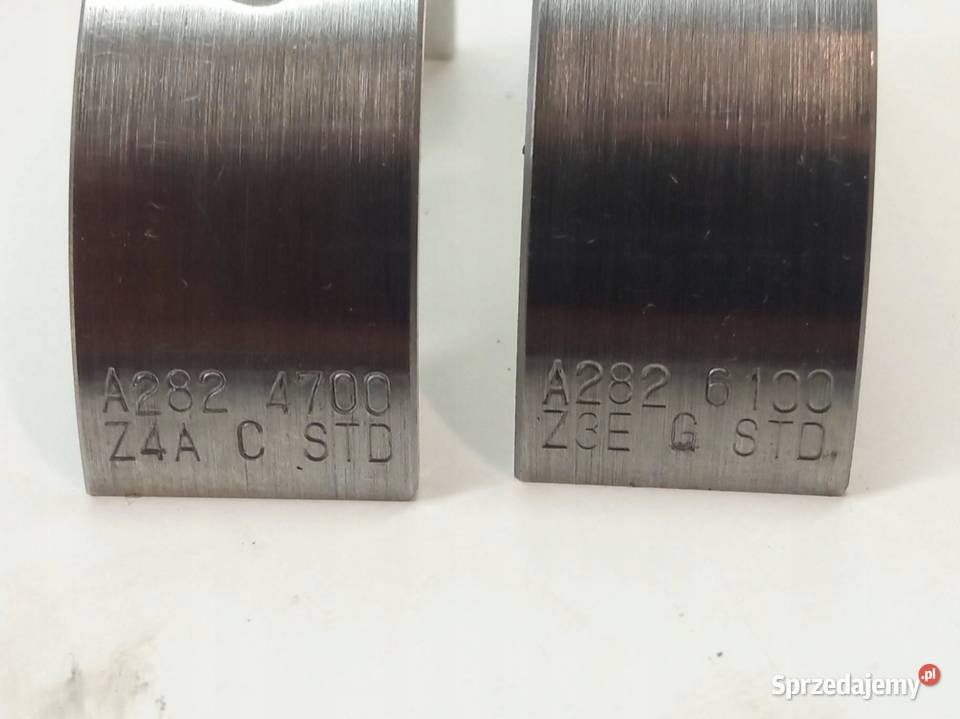 A282 4700
Z4A C STD
A282 6100
Z3E G STD
Sprzedajemy.pl